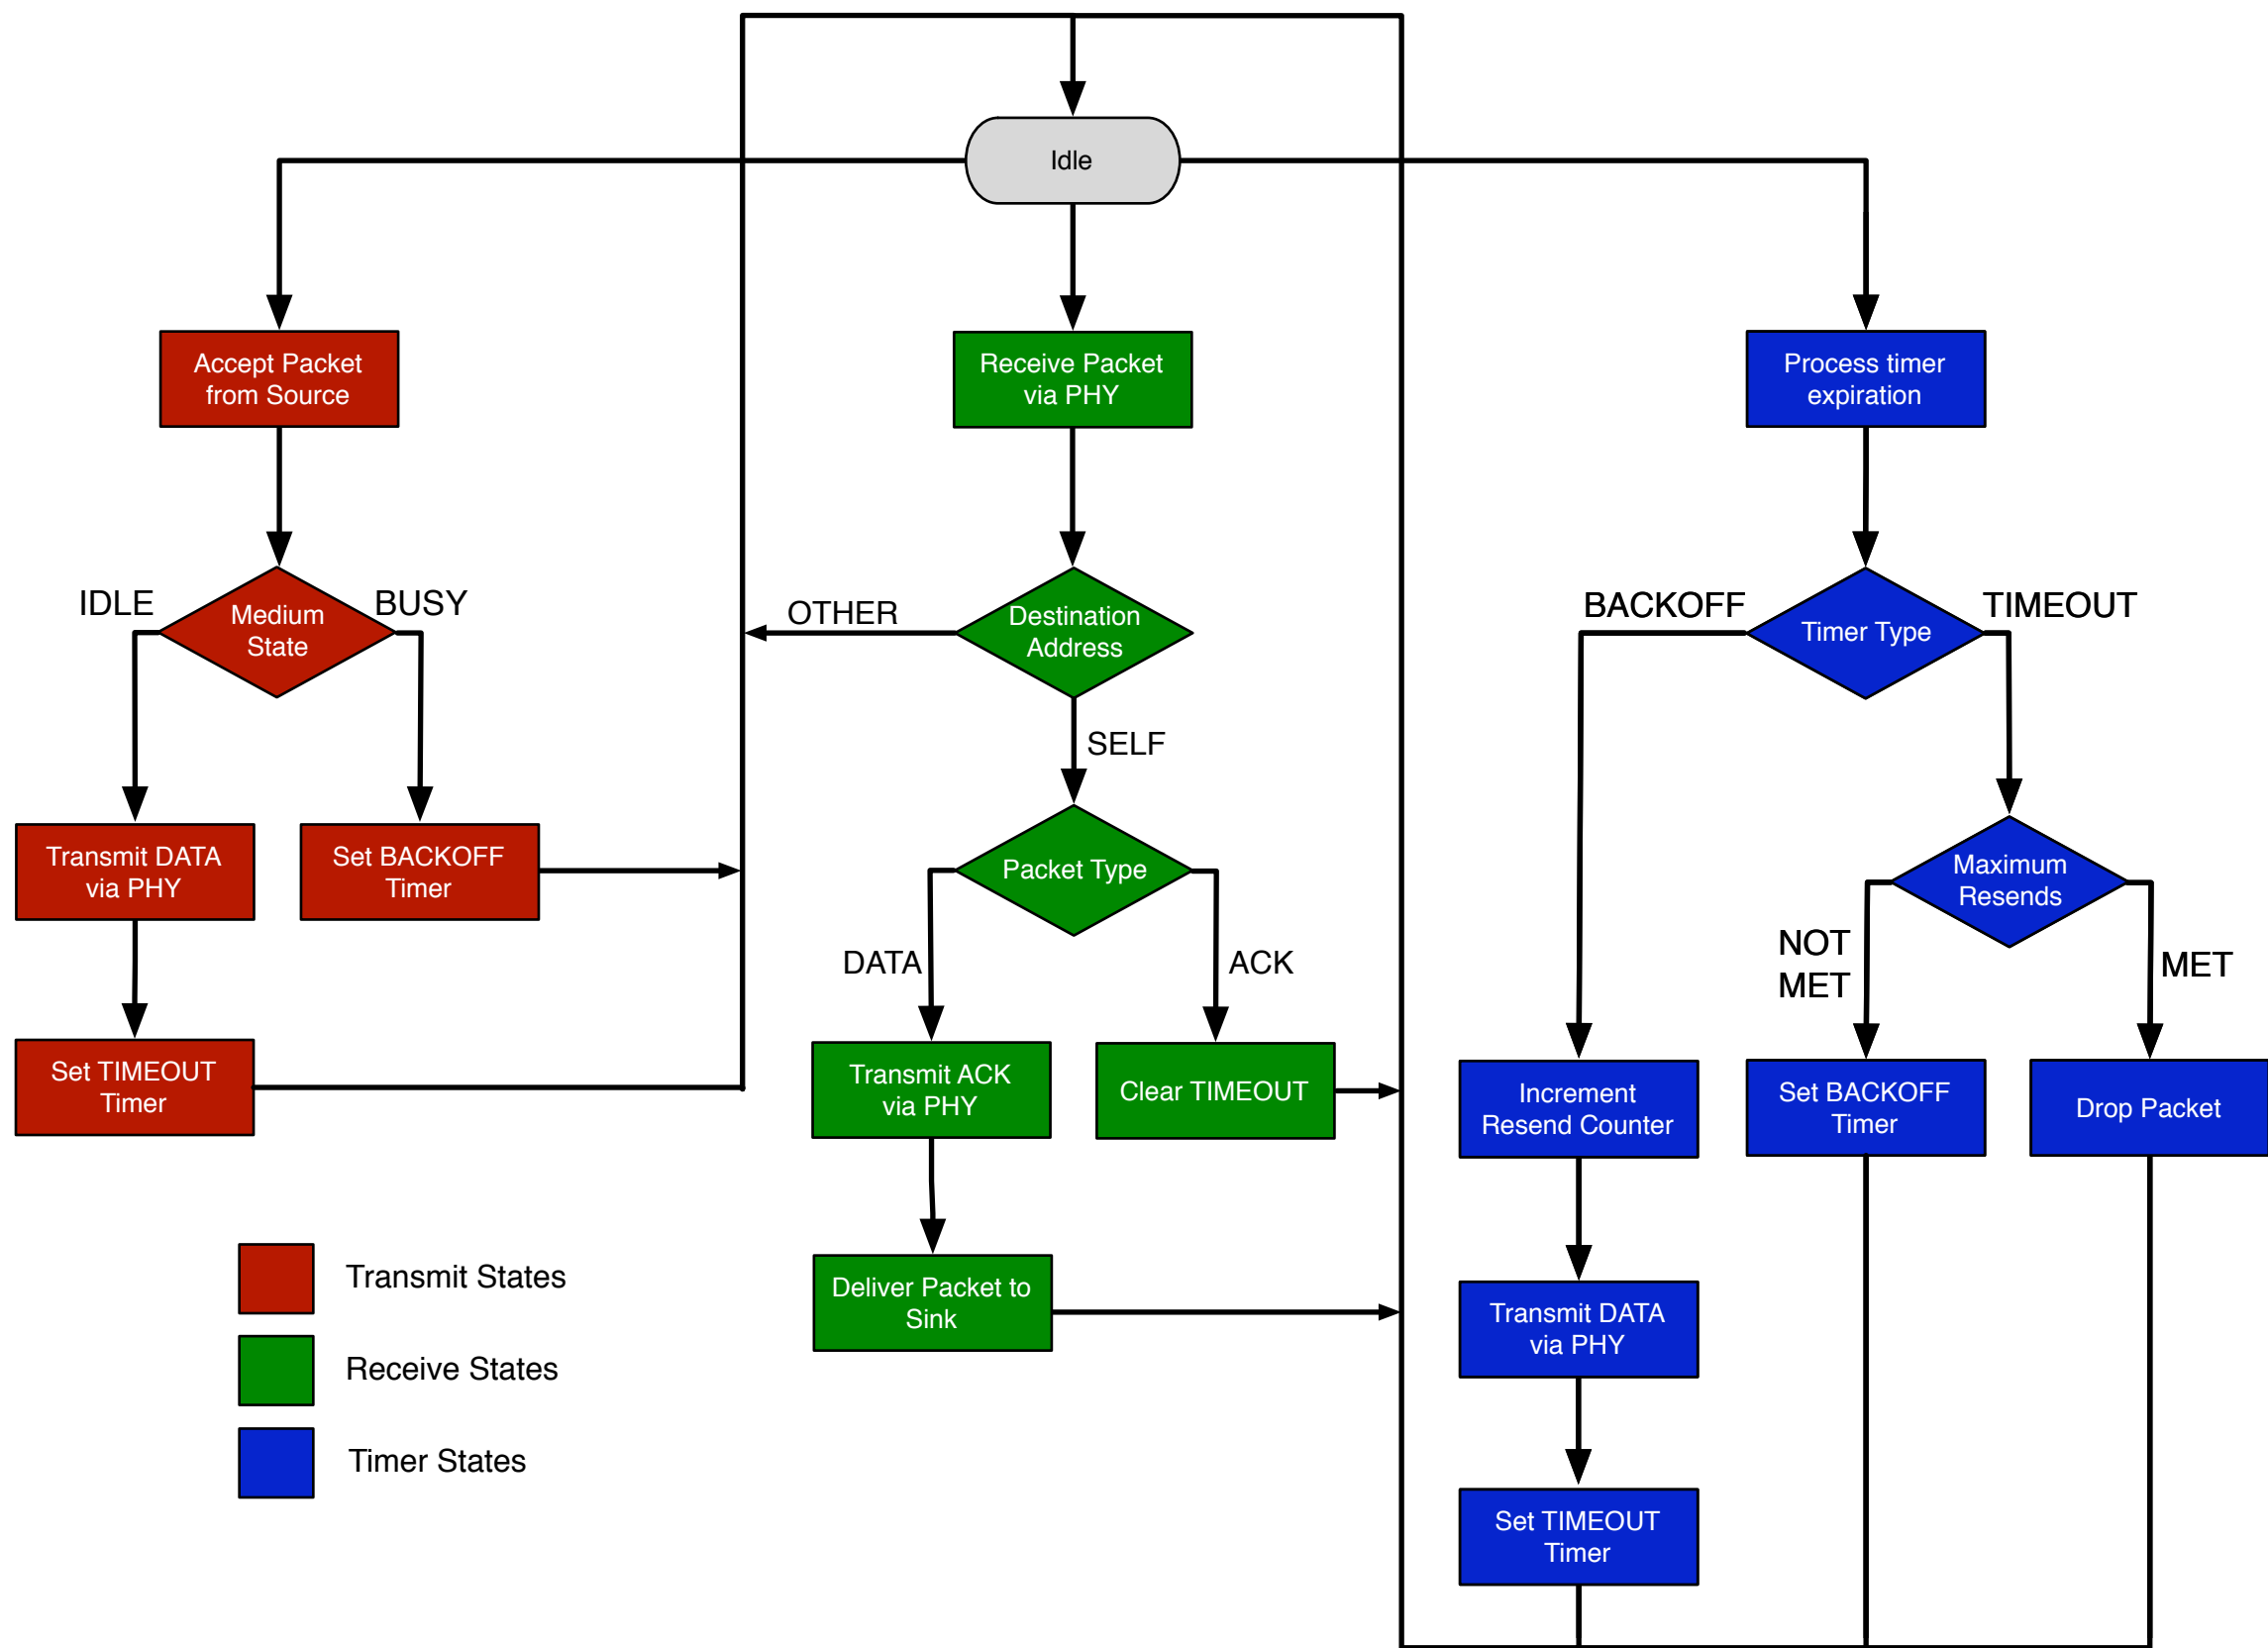 Idle
Accept Packet
from Source
Receive Packet
via PHY
Process timer
expiration
IDLE
Medium
State
BUSY
OTHER
Destination
Address
BACKOFF
Timer Type
TIMEOUT
SELF
Transmit DATA
via PHY
Set BACKOFF
Timer
Packet Type
Maximum
Resends
DATA
ACK
NOT
MET
MET
Set TIMEOUT
Timer
Transmit ACK
via PHY
Clear TIMEOUT
Increment
Resend Counter
Set BACKOFF
Timer
Drop Packet
Deliver Packet to
Sink
Transmit DATA
via PHY
Set TIMEOUT
Timer
Transmit States
Receive States
Timer States